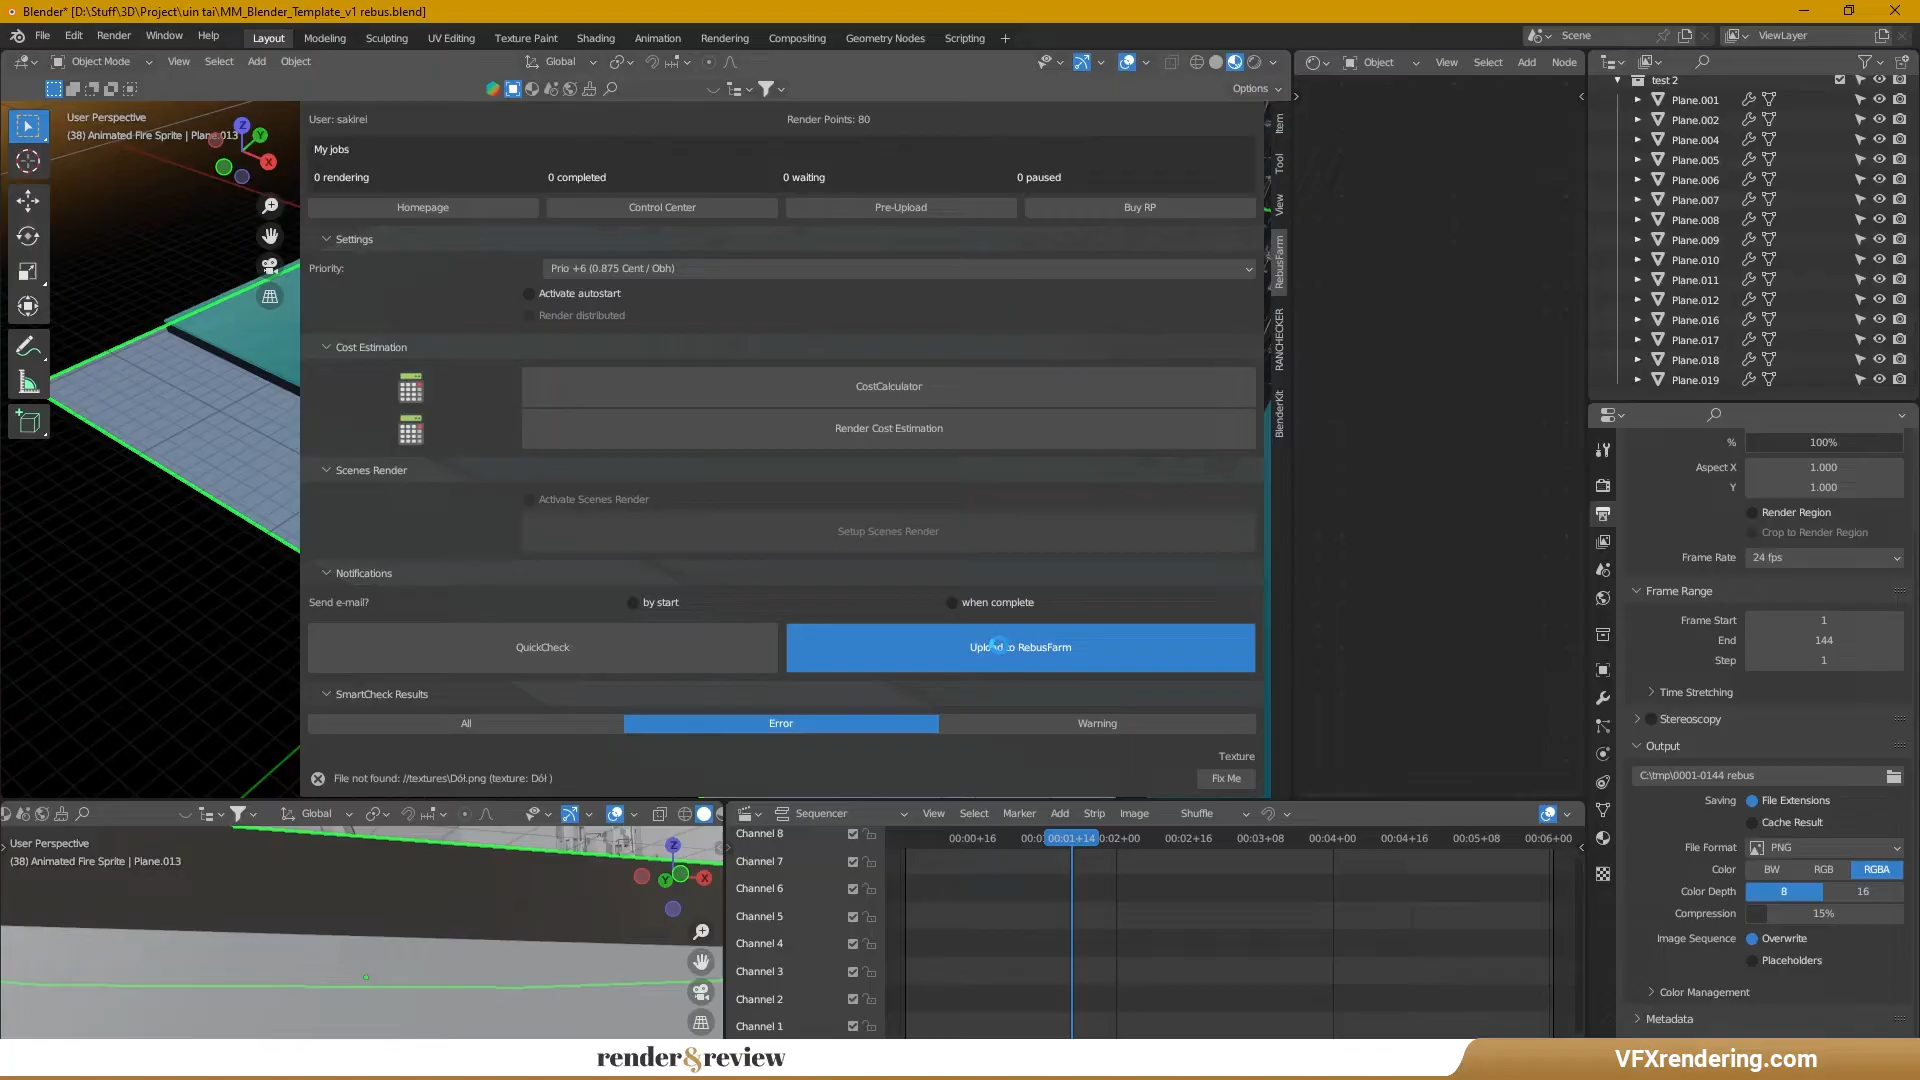 Blender* [D:\Stuff\3D\Project\uin tai\MM_Blender_Template_v1 rebus.blend]
File Edit Render Window Help Layout Modeling Sculpting UV Editing Texture Paint Shading Animation Rendering Compositing Geometry Nodes Scripting + Scene ViewLayer
Object Mode View Select Add Object Global Object View Select Add Node
Options
User Perspective
(38) Animated Fire Sprite | Plane.013
Z
Y
X
User: sakirei Render Points: 80
My jobs
0 rendering 0 completed 0 waiting 0 paused
Homepage Control Center Pre-Upload Buy RP
Settings
Priority: Prio +6 (0.875 Cent / Obh)
Activate autostart
Render distributed
Cost Estimation
CostCalculator
Render Cost Estimation
Scenes Render
Activate Scenes Render
Setup Scenes Render
Notifications
Send e-mail? by start when complete
QuickCheck Upload to RebusFarm
SmartCheck Results
All Error Warning
Texture
File not found: //textures\Dół.png (texture: Dół )
Fix Me
Item
Tool
View
RebusFarm
RANCHECKER
BlenderKit
test 2
Plane.001
Plane.002
Plane.004
Plane.005
Plane.006
Plane.007
Plane.008
Plane.009
Plane.010
Plane.011
Plane.012
Plane.016
Plane.017
Plane.018
Plane.019
% 100%
Aspect X 1.000
Y 1.000
Render Region
Crop to Render Region
Frame Rate 24 fps
Frame Range
Frame Start 1
End 144
Step 1
Time Stretching
Stereoscopy
Output
C:\tmp\0001-0144 rebus
Saving File Extensions
Cache Result
File Format PNG
Color BW RGB RGBA
Color Depth 8 16
Compression 15%
Image Sequence Overwrite
Placeholders
Color Management
Metadata
Global
User Perspective
(38) Animated Fire Sprite | Plane.013
Z
Y
X
Sequencer View Select Marker Add Strip Image Shuffle
00:00+16 00:01+14 0:02+00 00:02+16 00:03+08 00:04+00 00:04+16 00:05+08 00:06+00
Channel 8
Channel 7
Channel 6
Channel 5
Channel 4
Channel 3
Channel 2
Channel 1
render&review
VFXrendering.com